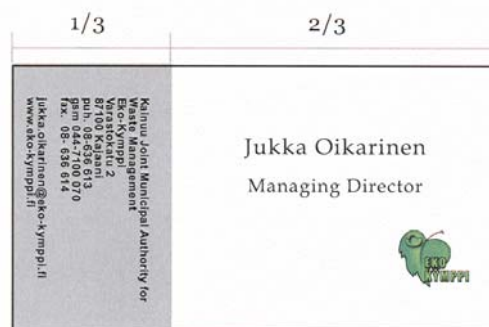 1/3
2/3
Kainuu Joint Municipal Authority for
Waste Management
Eko-Kymppi
Varastokatu 2
87100 Kajaani
puh. 08-636 613
gsm 044-7100 070
fax. 08- 636 614
jukka.oikarinen@eko-kymppi.fi
www.eko-kymppi.fi
Jukka Oikarinen
Managing Director
EKO
KYMPPI